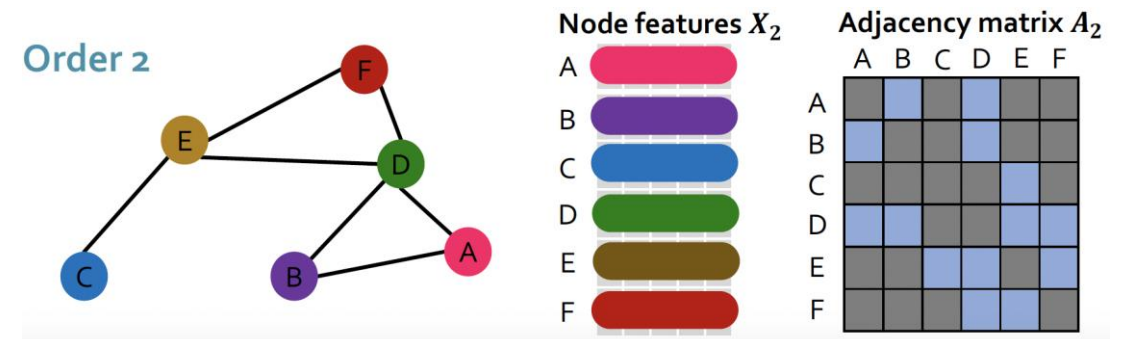 Order 2
F
E
D
A
C
B
Node features X₂
A
B
C
D
E
F
Adjacency matrix A₂
A B C D E F
A
B
C
D
E
F